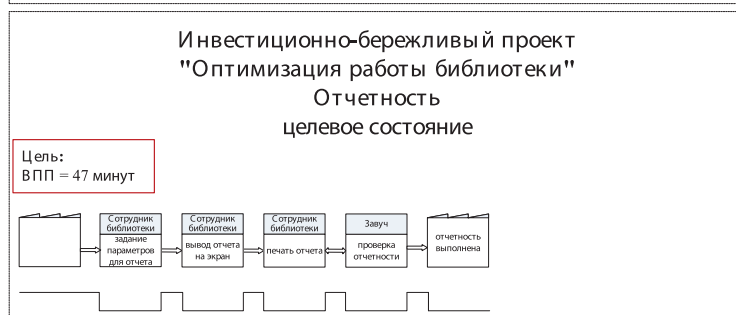 Инвестиционно-бережливый проект
"Оптимизация работы библиотеки"
Отчетность
целевое состояние
Цель:
ВПП = 47 минут
Сотрудник
библиотеки
задание
параметров
для отчета
Сотрудник
библиотеки
вывод отчета
на экран
Сотрудник
библиотеки
печать отчета
Завуч
проверка
отчетности
отчетность
выполнена